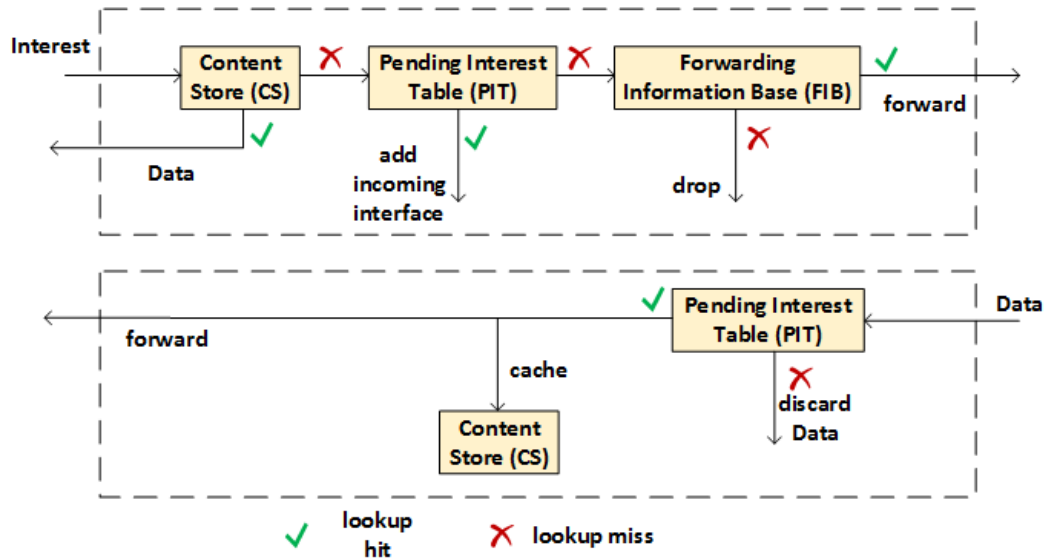 Interest
Content
Store (CS)
Pending Interest
Table (PIT)
Forwarding
Information Base (FIB)
forward
Data
add
incoming
interface
drop
Pending Interest
Table (PIT)
Data
forward
cache
discard
Data
Content
Store (CS)
lookup
hit
lookup miss